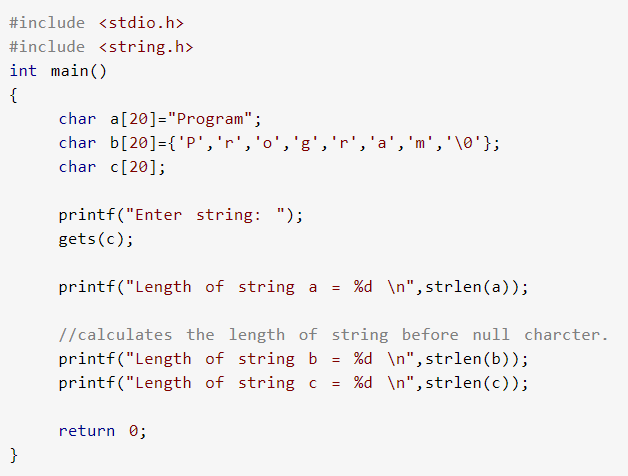 #include <stdio.h>
#include <string.h>
int main()
{
char a[20]="Program";
char b[20]={'P','r','o','g','r','a','m','\0'};
char c[20];
printf("Enter string: ");
gets(c);
printf("Length of string a = %d \n",strlen(a));
//calculates the length of string before null charcter.
printf("Length of string b = %d \n",strlen(b));
printf("Length of string c = %d \n",strlen(c));
return 0;
}